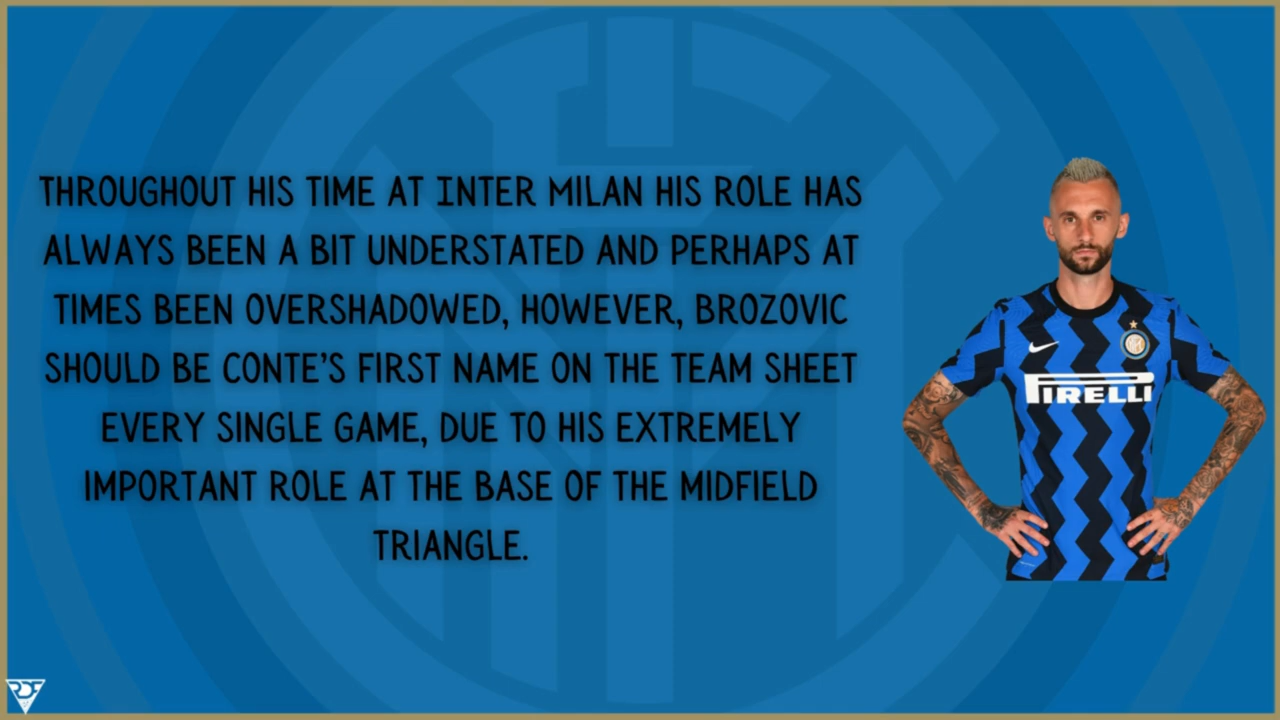 THROUGHOUT HIS TIME AT INTER MILAN HIS ROLE HAS
ALWAYS BEEN A BIT UNDERSTATED AND PERHAPS AT
TIMES BEEN OVERSHADOWED, HOWEVER, BROZOVIC
SHOULD BE CONTE'S FIRST NAME ON THE TEAM SHEET
EVERY SINGLE GAME, DUE TO HIS EXTREMELY
IMPORTANT ROLE AT THE BASE OF THE MIDFIELD
TRIANGLE.
IRELLI
RDF